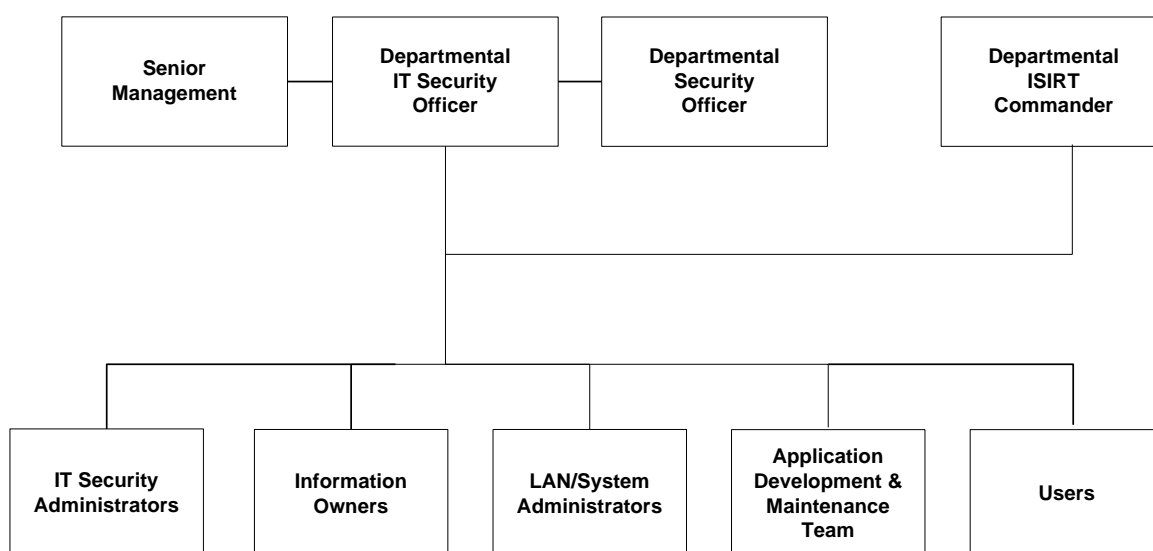 Senior
Management
Departmental
IT Security
Officer
Departmental
Security
Officer
Departmental
ISIRT
Commander
IT Security
Administrators
Information
Owners
LAN/System
Administrators
Application
Development &
Maintenance
Team
Users